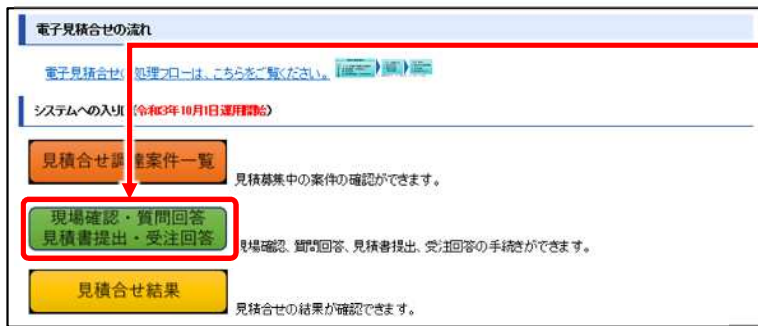 電子見積合せの流れ
電子見積合せの処理フローは、こちらをご覧ください。
システムへの入り口(令和3年10月1日運用開始)
見積合せ調達案件一覧
見積募集中の案件の確認ができます。
現場確認・質問回答
見積書提出・受注回答
現場確認、質問回答、見積書提出、受注回答の手続きができます。
見積合せ結果
見積合せの結果が確認できます。